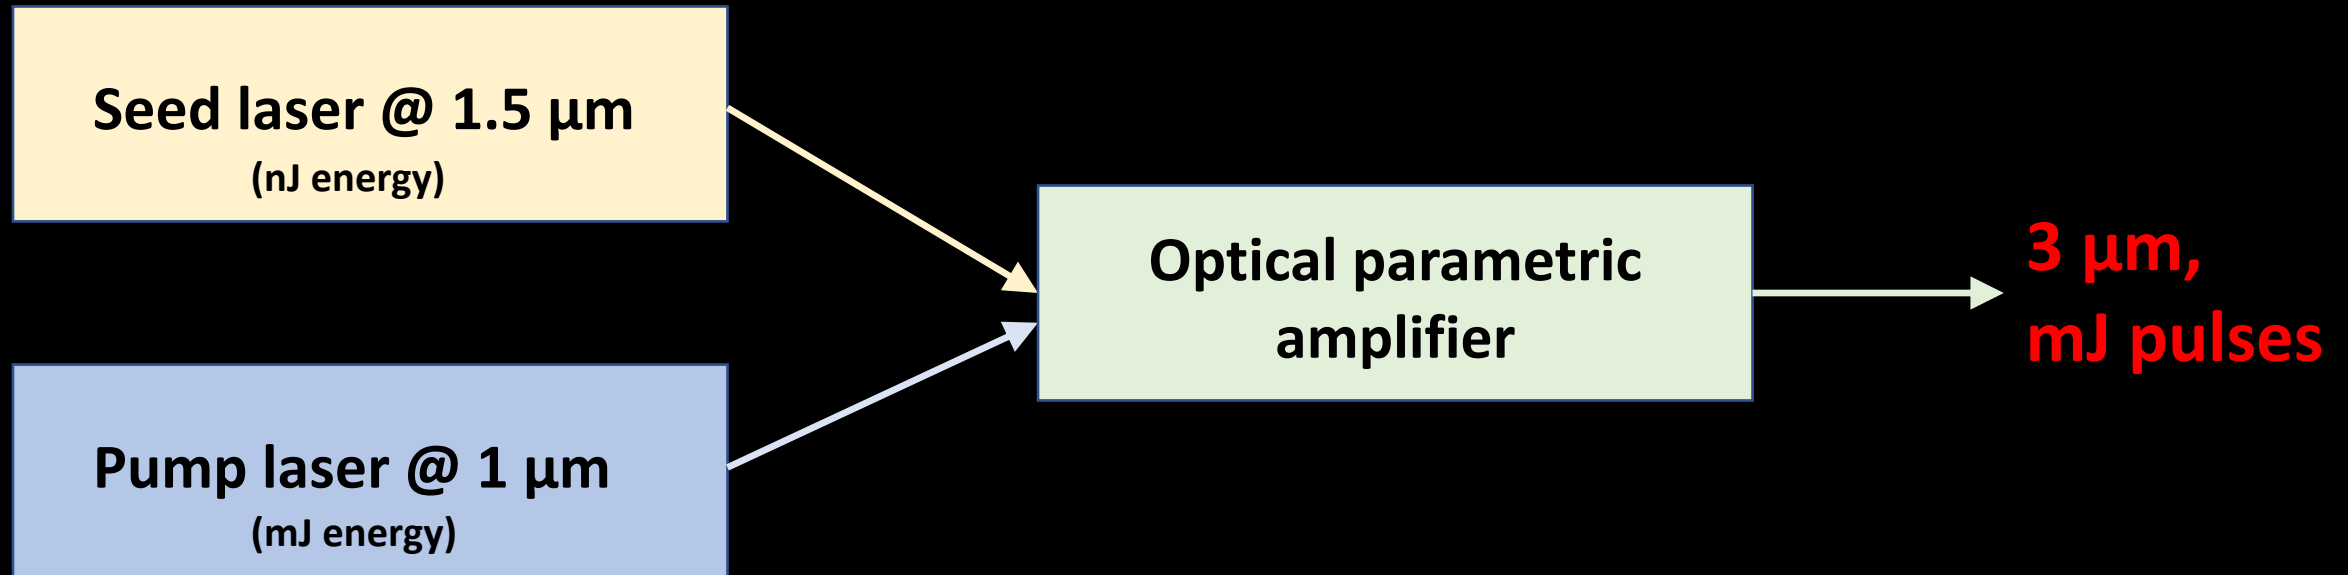 Seed laser @ 1.5 µm
(nJ energy)
Pump laser @ 1 µm
(mJ energy)
Optical parametric
amplifier
3 µm,
mJ pulses